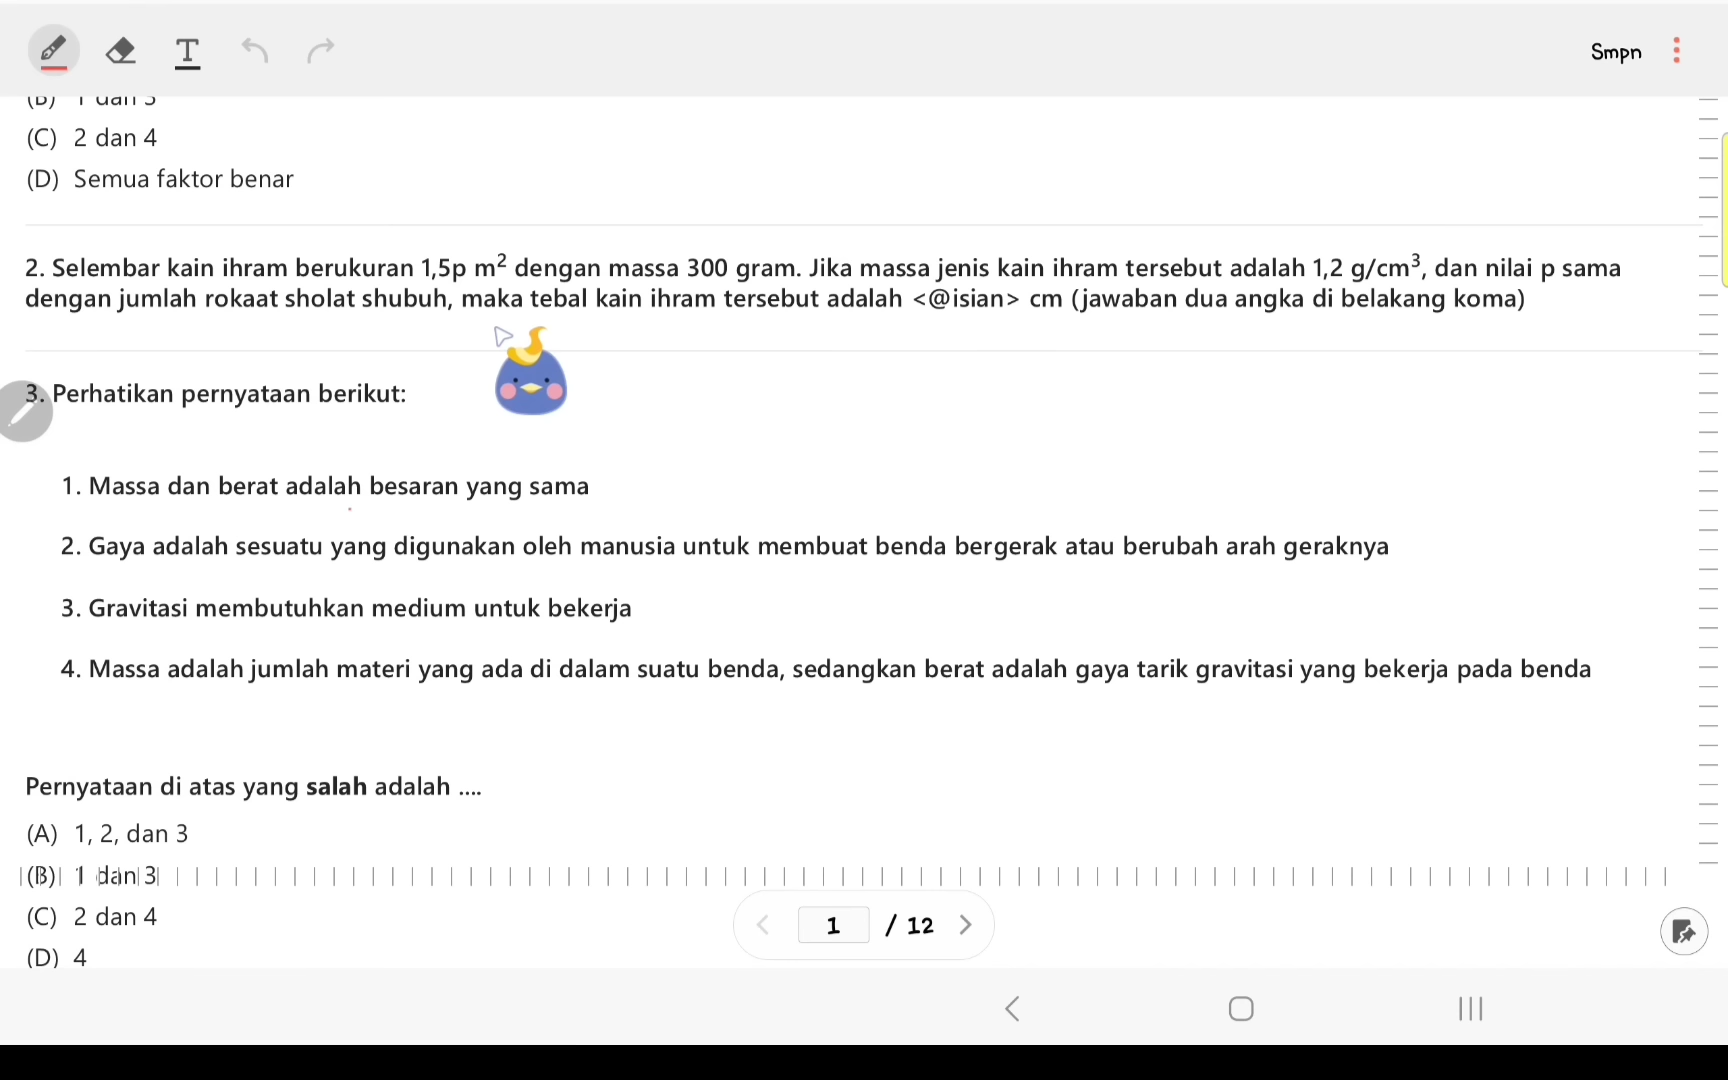 Smpn
(B) 1 dan 3
(C) 2 dan 4
(D) Semua faktor benar
2. Selembar kain ihram berukuran 1,5p m² dengan massa 300 gram. Jika massa jenis kain ihram tersebut adalah 1,2 g/cm³, dan nilai p sama
dengan jumlah rokaat sholat shubuh, maka tebal kain ihram tersebut adalah <@isian> cm (jawaban dua angka di belakang koma)
3. Perhatikan pernyataan berikut:
1. Massa dan berat adalah besaran yang sama
2. Gaya adalah sesuatu yang digunakan oleh manusia untuk membuat benda bergerak atau berubah arah geraknya
3. Gravitasi membutuhkan medium untuk bekerja
4. Massa adalah jumlah materi yang ada di dalam suatu benda, sedangkan berat adalah gaya tarik gravitasi yang bekerja pada benda
Pernyataan di atas yang salah adalah ....
(A) 1, 2, dan 3
(B) 1 dan 3
(C) 2 dan 4
(D) 4
1 / 12